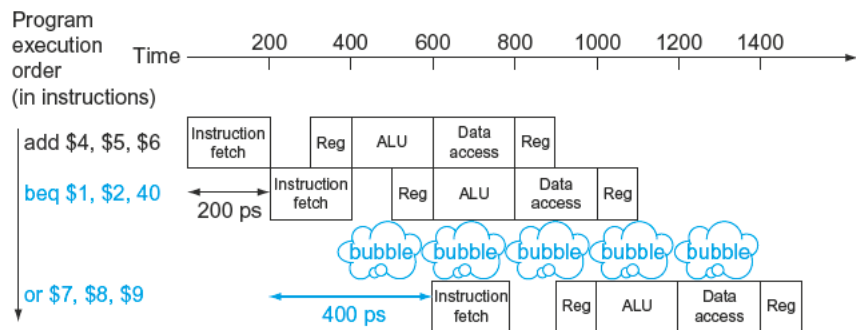 Program
execution
order
(in instructions)
Time
200 400 600 800 1000 1200 1400
add $4, $5, $6
Instruction
fetch
Reg
ALU
Data
access
Reg
beq $1, $2, 40
200 ps
Instruction
fetch
Reg
ALU
Data
access
Reg
bubble bubble bubble bubble bubble
or $7, $8, $9
400 ps
Instruction
fetch
Reg
ALU
Data
access
Reg